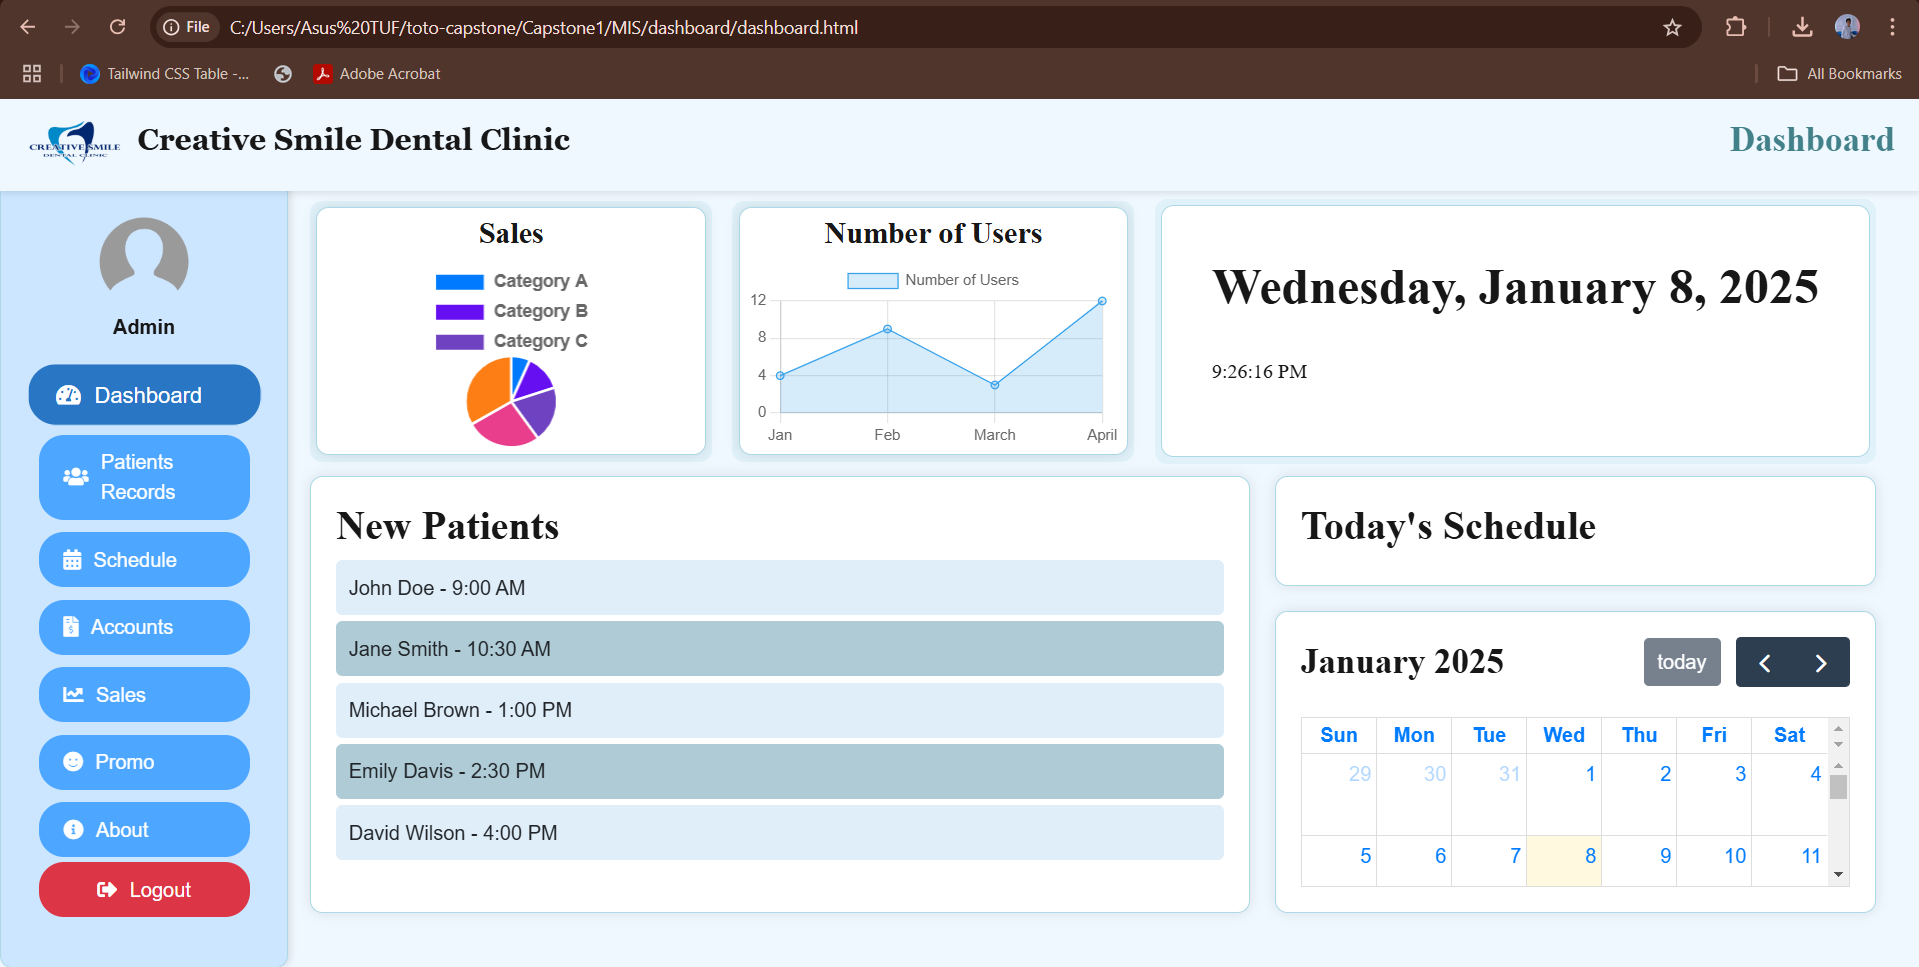 File
C:/Users/Asus%20TUF/toto-capstone/Capstone1/MIS/dashboard/dashboard.html
Tailwind CSS Table -...
Adobe Acrobat
All Bookmarks
CREATIVE SMILE
DENTAL CLINIC
Creative Smile Dental Clinic
Dashboard
Admin
Dashboard
Patients
Records
Schedule
Accounts
Sales
Promo
About
Logout
Sales
Category A
Category B
Category C
Number of Users
Number of Users
12
8
4
0
Jan Feb March April
Wednesday, January 8, 2025
9:26:16 PM
New Patients
John Doe - 9:00 AM
Jane Smith - 10:30 AM
Michael Brown - 1:00 PM
Emily Davis - 2:30 PM
David Wilson - 4:00 PM
Today's Schedule
January 2025
today
Sun Mon Tue Wed Thu Fri Sat
29 30 31 1 2 3 4
5 6 7 8 9 10 11